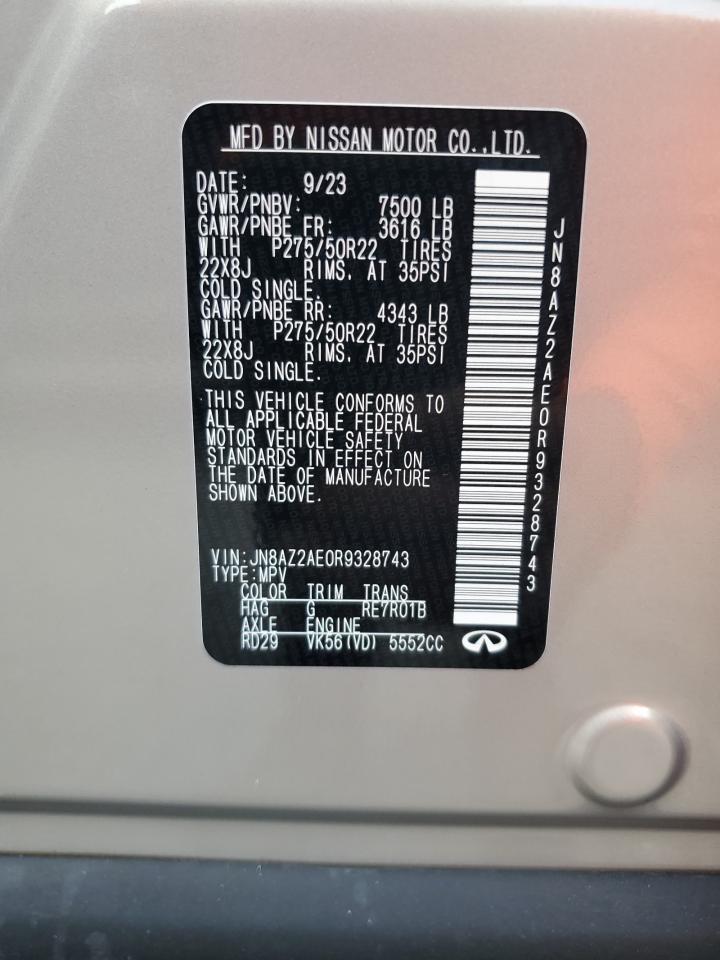 MFD BY NISSAN MOTOR CO.,LTD.
DATE: 9/23
GVWR/PNBV: 7500 LB
GAWR/PNBE FR: 3616 LB
WITH P275/50R22 TIRES
22X8J RIMS. AT 35PSI
COLD SINGLE.
GAWR/PNBE RR: 4343 LB
WITH P275/50R22 TIRES
22X8J RIMS. AT 35PSI
COLD SINGLE.
THIS VEHICLE CONFORMS TO
ALL APPLICABLE FEDERAL
MOTOR VEHICLE SAFETY
STANDARDS IN EFFECT ON
THE DATE OF MANUFACTURE
SHOWN ABOVE.
VIN:JN8AZ2AE0R9328743
TYPE:MPV
COLOR TRIM TRANS
HAG G RE7R01B
AXLE ENGINE
RD29 VK56(VD) 5552CC
JN8AZ2AE0R9328743